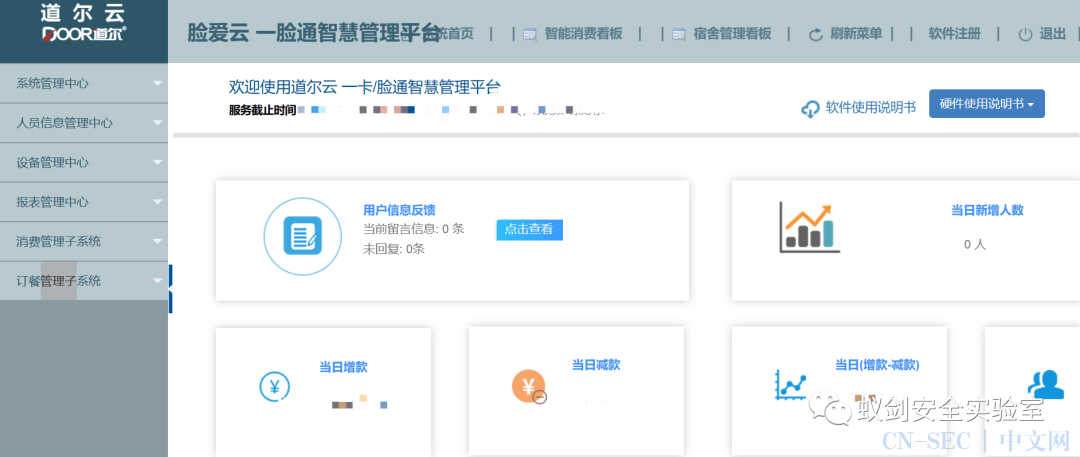 道尔云
DOOR道尔®
脸爱云 一脸通智慧管理平台
统首页 | | 智能消费看板 | 宿舍管理看板 | 刷新菜单 | | 软件注册 | 退出
系统管理中心
人员信息管理中心
设备管理中心
报表管理中心
消费管理子系统
订餐管理子系统
欢迎使用道尔云 一卡/脸通智慧管理平台
服务截止时间
软件使用说明书
硬件使用说明书
用户信息反馈
当前留言信息: 0 条
未回复: 0条
点击查看
当日新增人数
0 人
当日增款
当日减款
当日(增款-减款)
蚁剑安全实验室
CN-SEC | 中文网